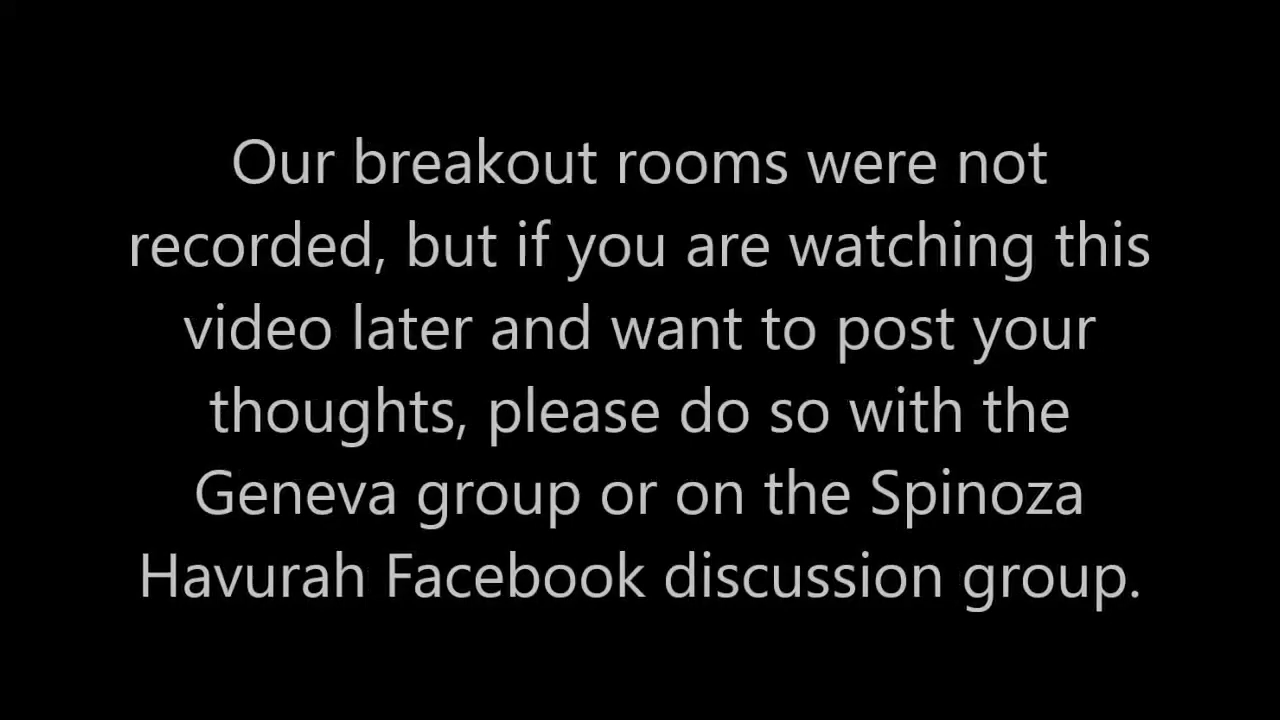 Our breakout rooms were not
recorded, but if you are watching this
video later and want to post your
thoughts, please do so with the
Geneva group or on the Spinoza
Havurah Facebook discussion group.